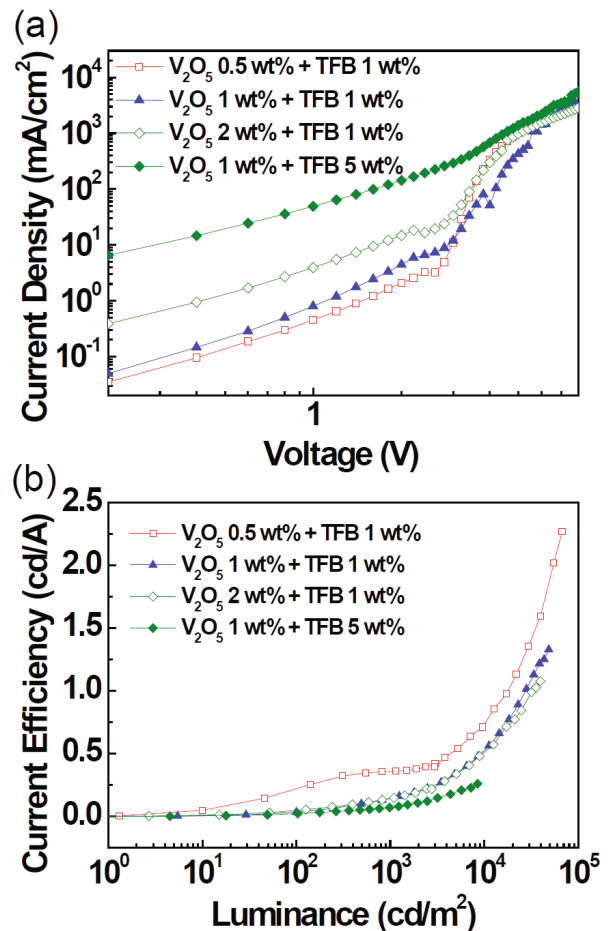 (a)
V₂O₅ 0.5 wt% + TFB 1 wt%
V₂O₅ 1 wt% + TFB 1 wt%
V₂O₅ 2 wt% + TFB 1 wt%
V₂O₅ 1 wt% + TFB 5 wt%
10⁴
10³
10²
10¹
10⁰
10⁻¹
Current Density (mA/cm²)
1
Voltage (V)
(b)
V₂O₅ 0.5 wt% + TFB 1 wt%
V₂O₅ 1 wt% + TFB 1 wt%
V₂O₅ 2 wt% + TFB 1 wt%
V₂O₅ 1 wt% + TFB 5 wt%
2.5
2.0
1.5
1.0
0.5
0.0
Current Efficiency (cd/A)
10⁰ 10¹ 10² 10³ 10⁴ 10⁵
Luminance (cd/m²)